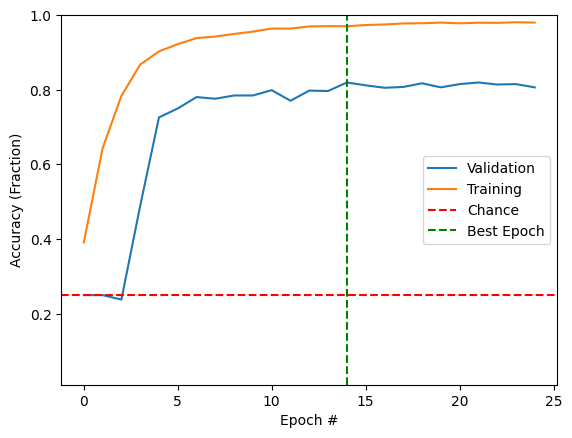 1.0
0.8
0.6
0.4
0.2
Accuracy (Fraction)
Validation
Training
Chance
Best Epoch
0 5 10 15 20 25
Epoch #